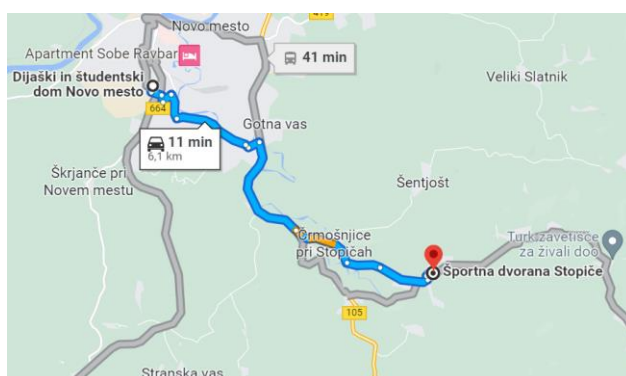 419
Novo mesto
Apartment Sobe Ravbar
41 min
Dijaški in študentski
dom Novo mesto
Veliki Slatnik
664
Gotna vas
11 min
6,1 km
Škrjanče pri
Novem mestu
Šentjošt
Črmošnjice
pri Stopičah
Turk zavetišče
za živali doo
Športna dvorana Stopiče
105
Stranska vas